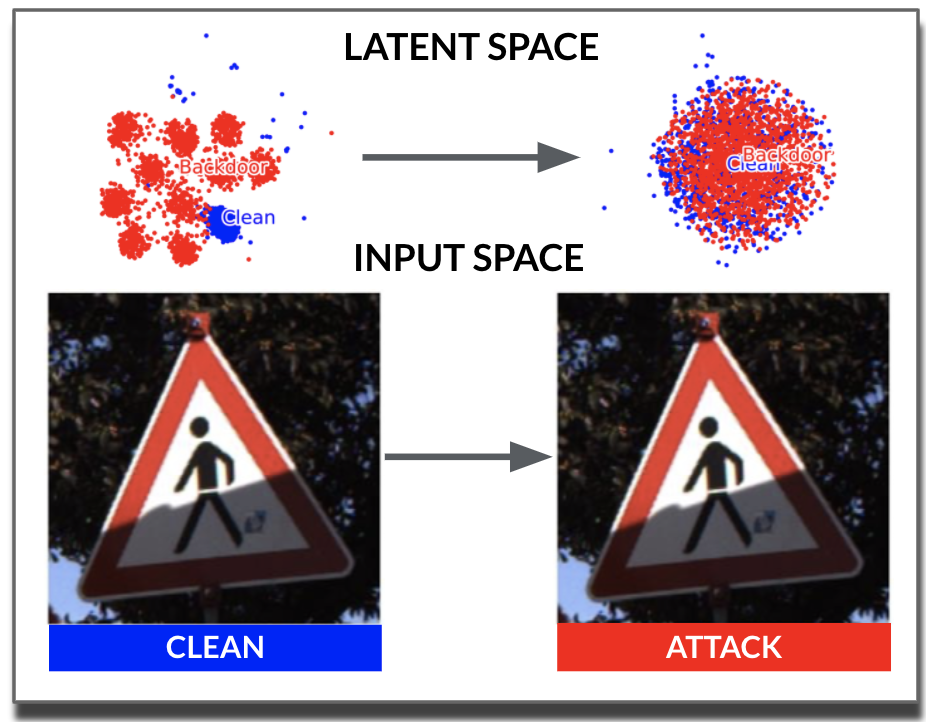 LATENT SPACE
Backdoor
Clean
Backdoor
Clean
INPUT SPACE
CLEAN
ATTACK